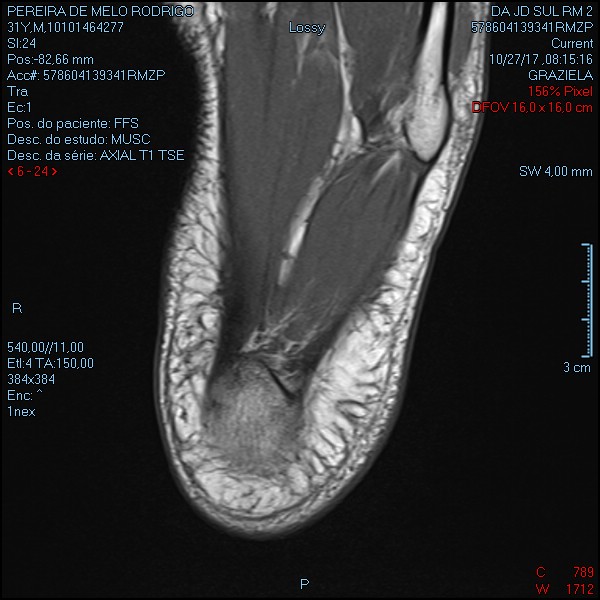 PEREIRA DE MELO RODRIGO
31Y,M,10101464277
Sl:24
Pos:-82,66 mm
Acc#: 578604139341RMZP
Tra
Ec:1
Pos. do paciente: FFS
Desc. do estudo: MUSC
Desc. da série: AXIAL T1 TSE
< 6 - 24 >
Lossy
DA JD SUL RM 2
578604139341RMZP
Current
10/27/17 ,08:15:16
GRAZIELA
156% Pixel
DFOV 16,0 x 16,0 cm
SW 4,00 mm
R
3 cm
540,00//11,00
Etl:4 TA:150,00
384x384
Enc: ^
1nex
P
C 789
W 1712